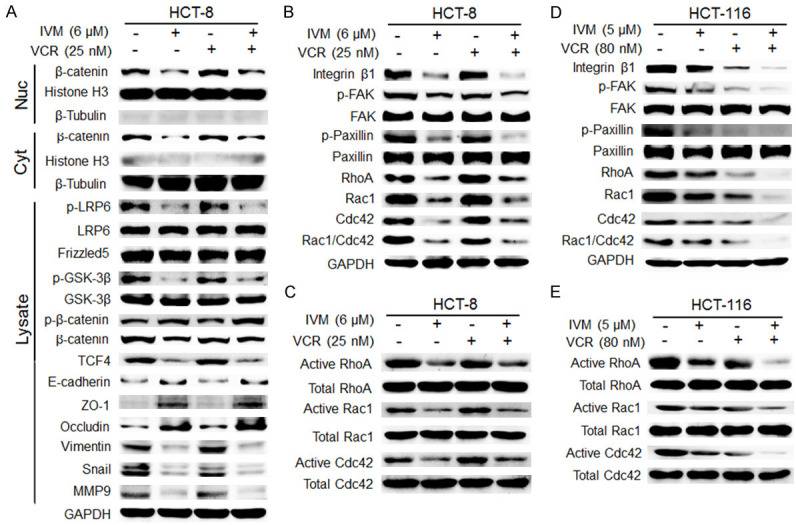 A
HCT-8
IVM (6 µM) - + - +
VCR (25 nM) - - + +
Nuc
β-catenin
Histone H3
β-Tubulin
Cyt
β-catenin
Histone H3
β-Tubulin
Lysate
p-LRP6
LRP6
Frizzled5
p-GSK-3β
GSK-3β
p-β-catenin
β-catenin
TCF4
E-cadherin
ZO-1
Occludin
Vimentin
Snail
MMP9
GAPDH
B
HCT-8
IVM (6 µM) - + - +
VCR (25 nM) - - + +
Integrin β1
p-FAK
FAK
p-Paxillin
Paxillin
RhoA
Rac1
Cdc42
Rac1/Cdc42
GAPDH
C
HCT-8
IVM (6 µM) - + - +
VCR (25 nM) - - + +
Active RhoA
Total RhoA
Active Rac1
Total Rac1
Active Cdc42
Total Cdc42
D
HCT-116
IVM (5 µM) - + - +
VCR (80 nM) - - + +
Integrin β1
p-FAK
FAK
p-Paxillin
Paxillin
RhoA
Rac1
Cdc42
Rac1/Cdc42
GAPDH
E
HCT-116
IVM (5 µM) - + - +
VCR (80 nM) - - + +
Active RhoA
Total RhoA
Active Rac1
Total Rac1
Active Cdc42
Total Cdc42